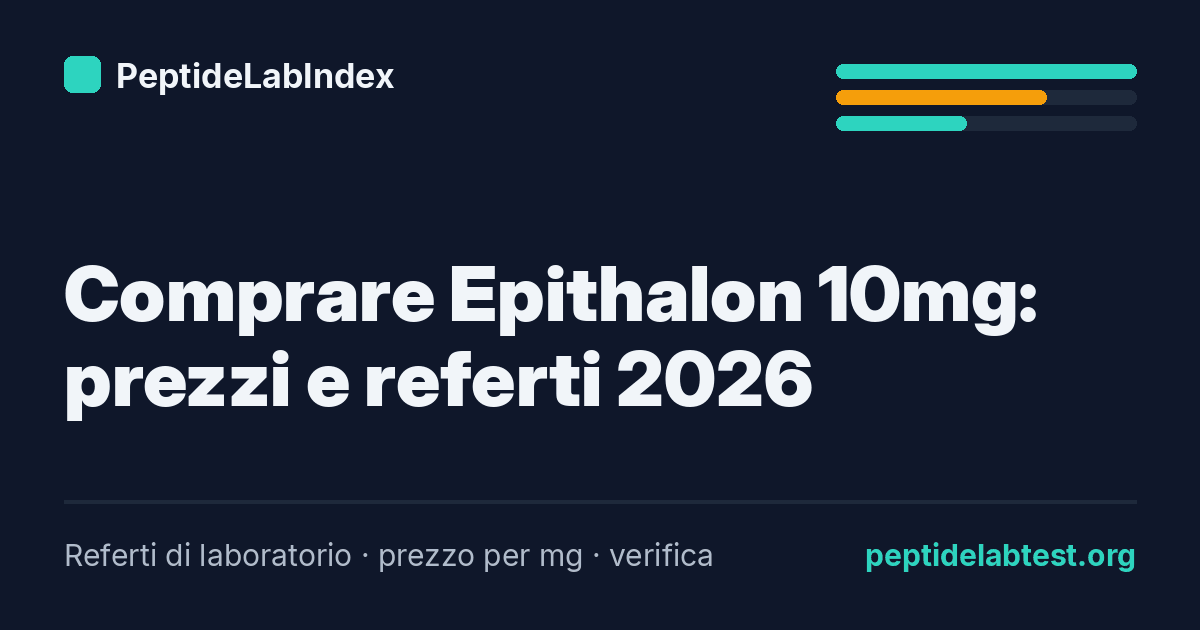 PeptideLabIndex
Comprare Epithalon 10mg:
prezzi e referti 2026
Referti di laboratorio · prezzo per mg · verifica
peptidelabtest.org